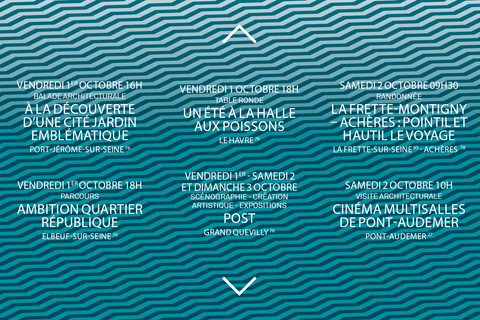 VENDREDI 1ER OCTOBRE 16H
BALADE ARCHITECTURALE
À LA DÉCOUVERTE
D'UNE CITÉ JARDIN
EMBLÉMATIQUE
PORT-JÉRÔME-SUR-SEINE 76
VENDREDI 1 OCTOBRE 18H
TABLE RONDE
UN ÉTÉ À LA HALLE
AUX POISSONS
LE HAVRE 76
SAMEDI 2 OCTOBRE 09H30
RANDONNÉE
LA FRETTE-MONTIGNY
– ACHÈRES : POINTIL ET
HAUTIL LE VOYAGE
LA FRETTE-SUR-SEINE 95 - ACHÈRES 78
VENDREDI 1ER OCTOBRE 18H
PARCOURS
AMBITION QUARTIER
RÉPUBLIQUE
ELBEUF-SUR-SEINE 76
VENDREDI 1ER - SAMEDI 2
ET DIMANCHE 3 OCTOBRE
SCÉNOGRAPHIE - CRÉATION
ARTISTIQUE - EXPOSITIONS
POST
GRAND QUEVILLY 76
SAMEDI 2 OCTOBRE 10H
VISITE ARCHITECTURALE
CINÉMA MULTISALLES
DE PONT-AUDEMER
PONT-AUDEMER 27